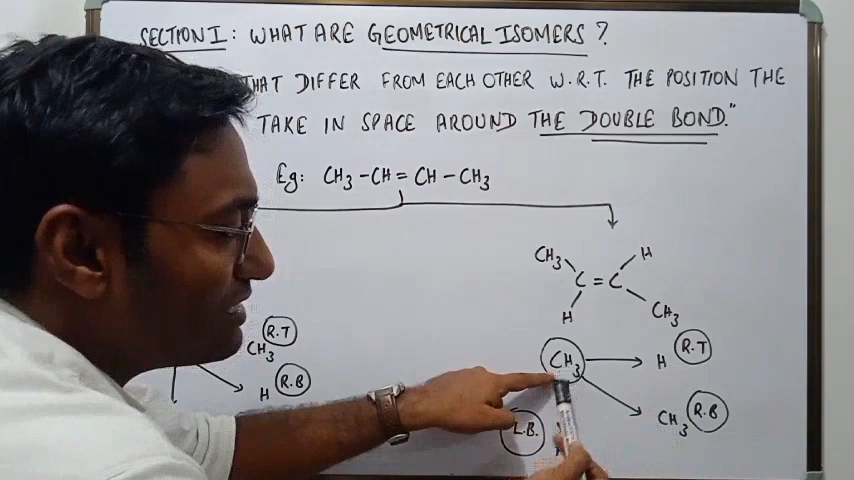 SECTION I : WHAT ARE GEOMETRICAL ISOMERS ?
THAT DIFFER FROM EACH OTHER W.R.T. THE POSITION THE
TAKE IN SPACE AROUND THE DOUBLE BOND."
Eg: CH3 - CH = CH - CH3
CH3 H
C = C
H CH3
R.T
CH3
H R.B
CH3 → H R.T
CH3 R.B
L.B.